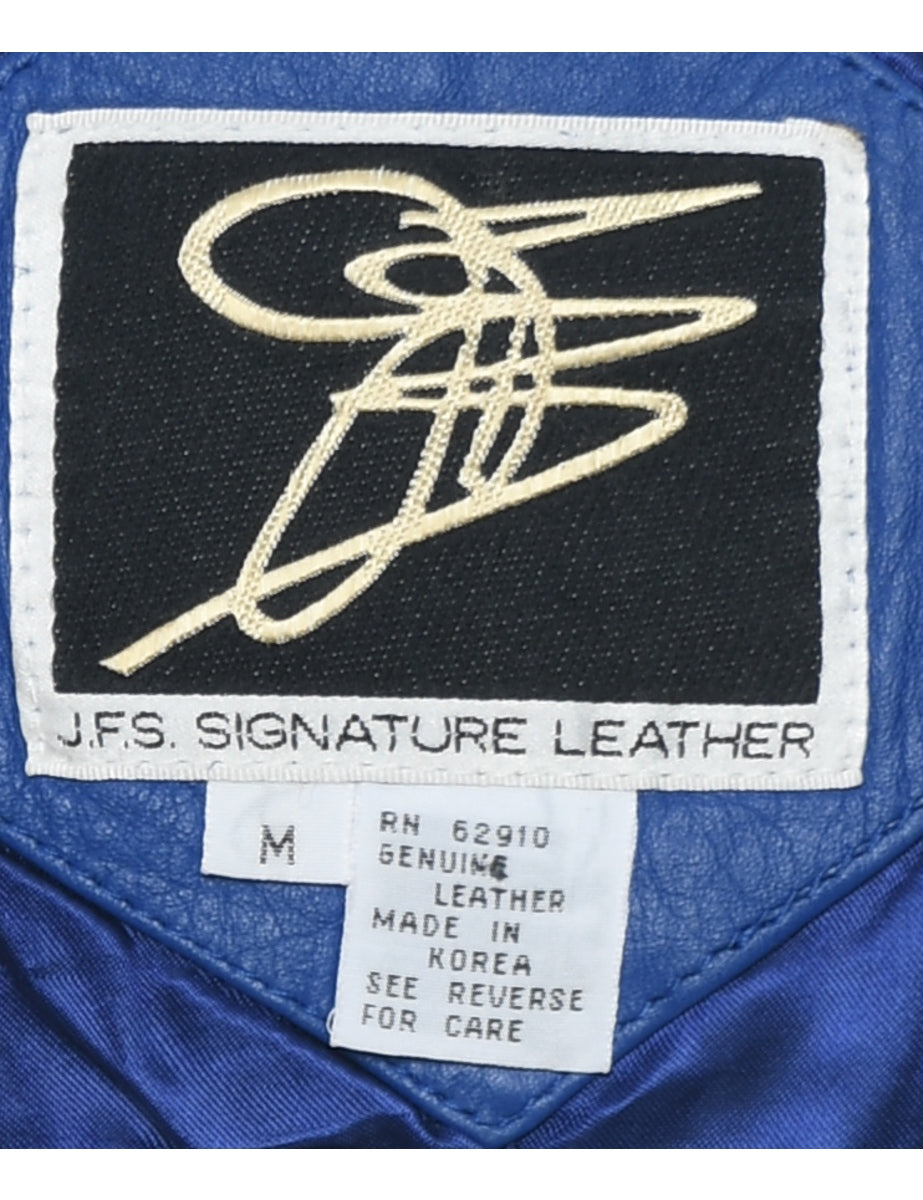 J.F.S. SIGNATURE LEATHER
M
RN 62910
GENUINE
LEATHER
MADE IN
KOREA
SEE REVERSE
FOR CARE